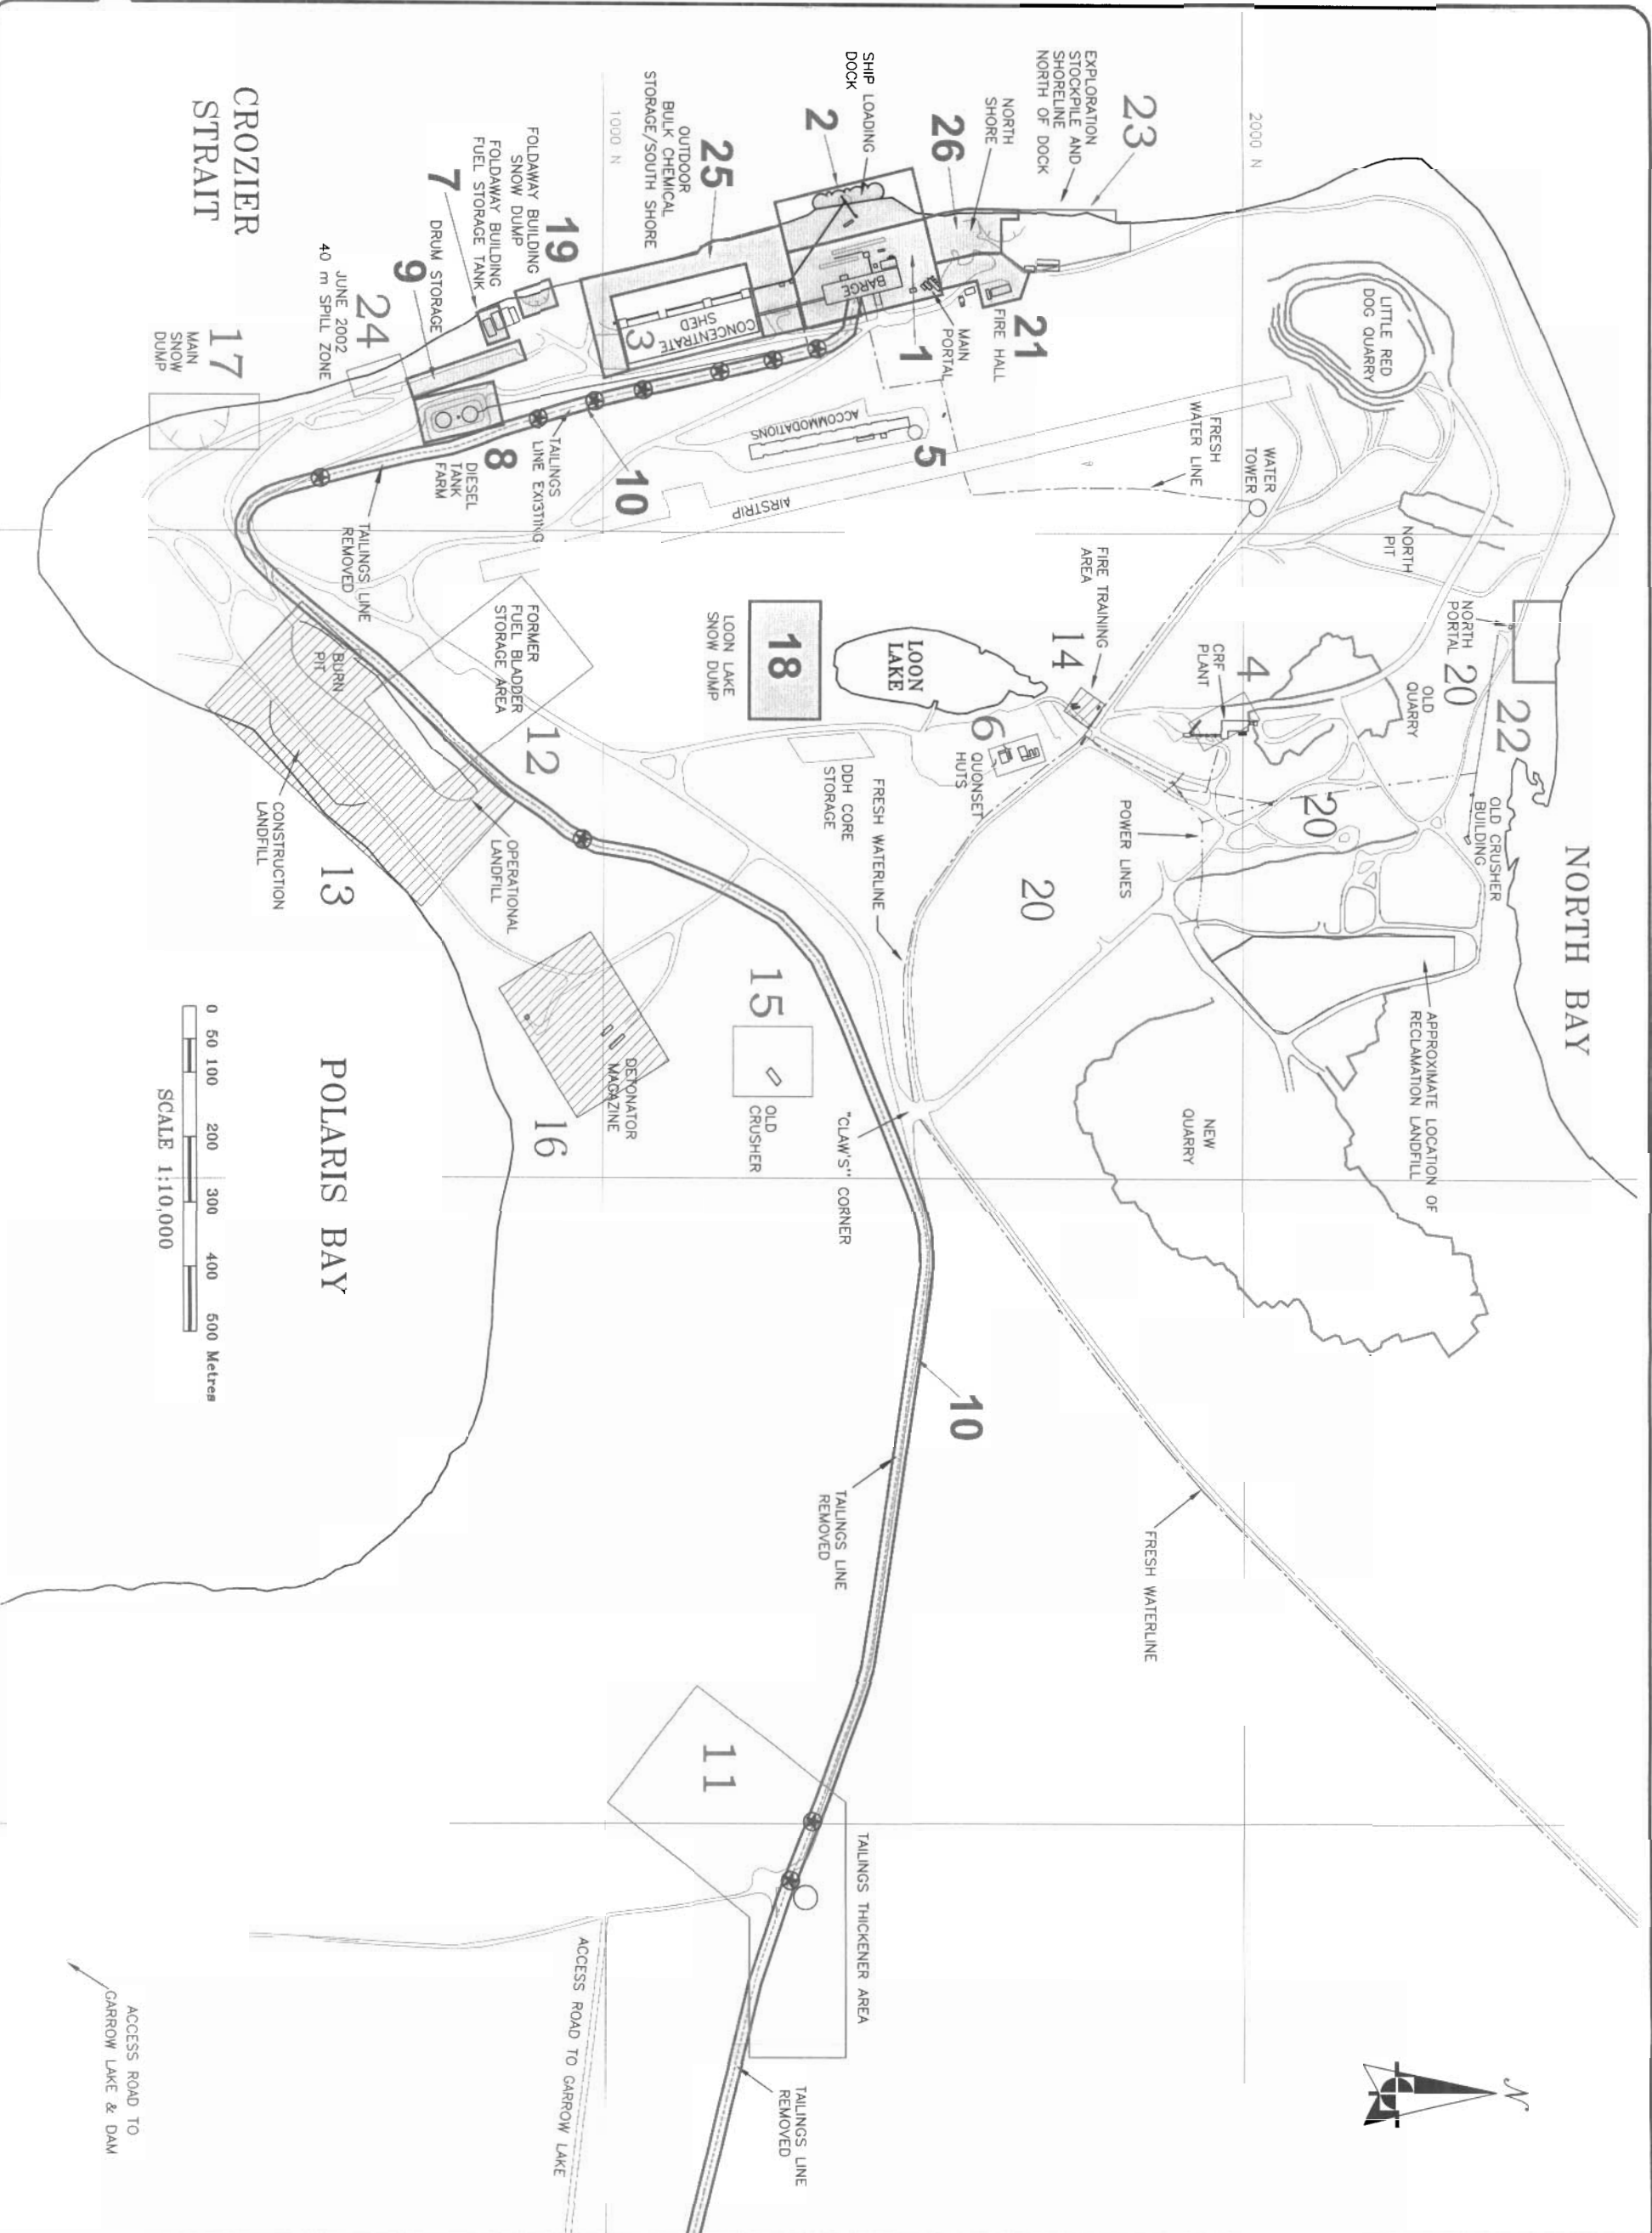 N
NORTH BAY
22
NORTH
PORTAL
20
OLD CRUSHER
BUILDING
OLD
QUARRY
APPROXIMATE LOCATION OF
RECLAMATION LANDFILL
NORTH
PIT
LITTLE RED
DOG QUARRY
2000 N
WATER
TOWER
FRESH
WATER LINE
4
CRF
PLANT
20
POWER LINES
NEW
QUARRY
FRESH WATERLINE
23
EXPLORATION
STOCKPILE AND
SHORELINE
NORTH OF DOCK
FIRE TRAINING
AREA
14
20
NORTH
SHORE
26
21
FIRE HALL
MAIN
PORTAL
1
6
QUONSET
HUTS
10
LOON
LAKE
5
FRESH WATERLINE
DDH CORE
STORAGE
SHIP LOADING
DOCK
2
BARGE
ACCOMMODATIONS
AIRSTRIP
18
LOON LAKE
SNOW DUMP
"CLAW'S" CORNER
15
OLD
CRUSHER
TAILINGS LINE
REMOVED
TAILINGS THICKENER AREA
11
TAILINGS LINE
REMOVED
25
OUTDOOR
BULK CHEMICAL
STORAGE/SOUTH SHORE
CONCENTRATE
SHED
3
1000 N
10
TAILINGS
LINE EXISTING
19
FOLDAWAY BUILDING
SNOW DUMP
FOLDAWAY BUILDING
FUEL STORAGE TANK
7
8
DIESEL
TANK
FARM
DRUM STORAGE
9
FORMER
FUEL BLADDER
STORAGE AREA
12
OPERATIONAL
LANDFILL
DETONATOR
MAGAZINE
16
ACCESS ROAD TO GARROW LAKE
24
JUNE 2002
40 m SPILL ZONE
TAILINGS LINE
REMOVED
BURN
PIT
13
CONSTRUCTION
LANDFILL
POLARIS BAY
CROZIER
STRAIT
17
MAIN
SNOW
DUMP
0 50 100 200 300 400 500 Metres
SCALE 1:10,000
ACCESS ROAD TO
GARROW LAKE & DAM